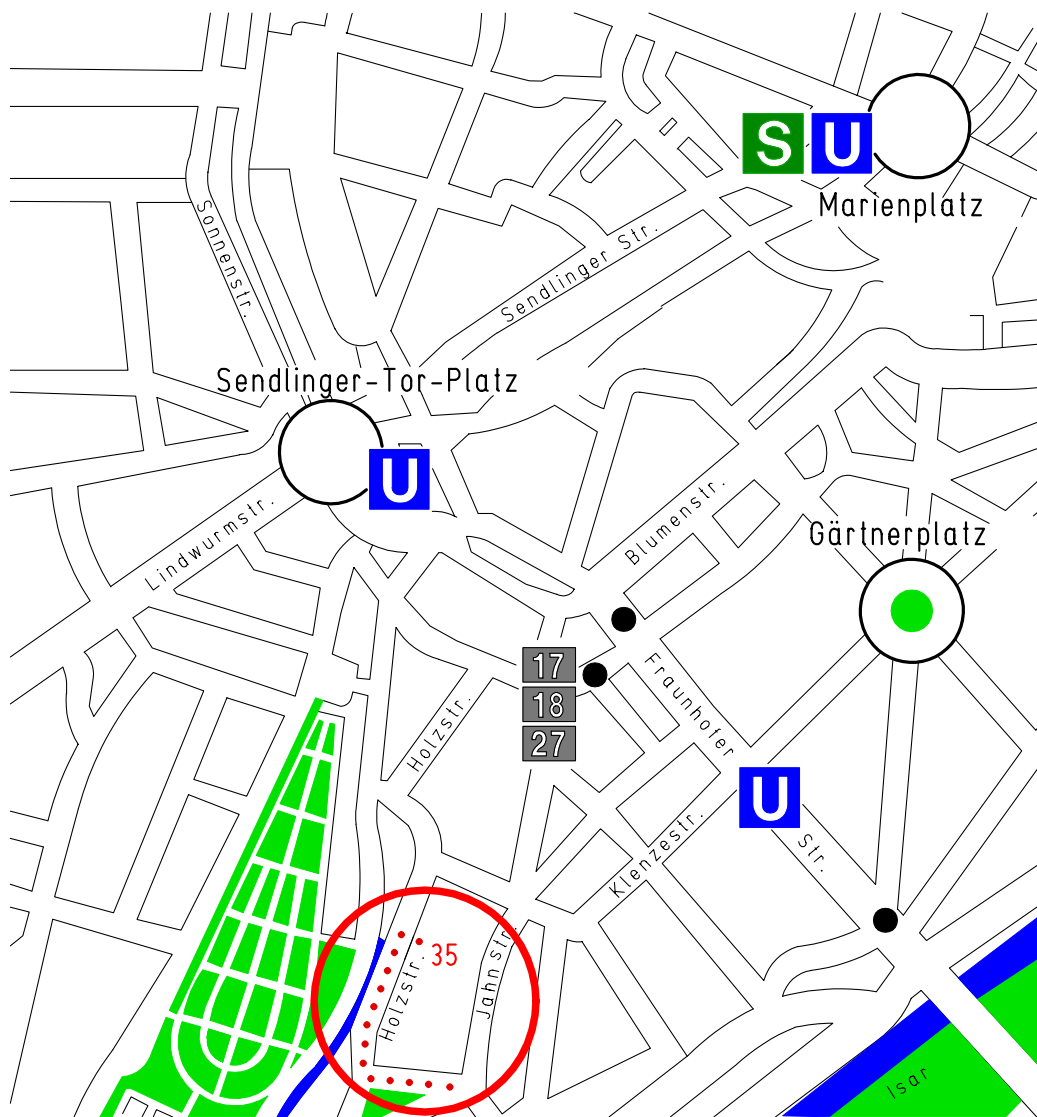 S U
Marienplatz
Sonnenstr.
Sendlinger Str.
Sendlinger-Tor-Platz
U
Lindwurmstr.
Blumenstr.
Gärtnerplatz
17
18
27
Fraunhofer
Str.
Holzstr.
U
Klenzestr.
35
Holzstr.
Jahnstr.
Isar